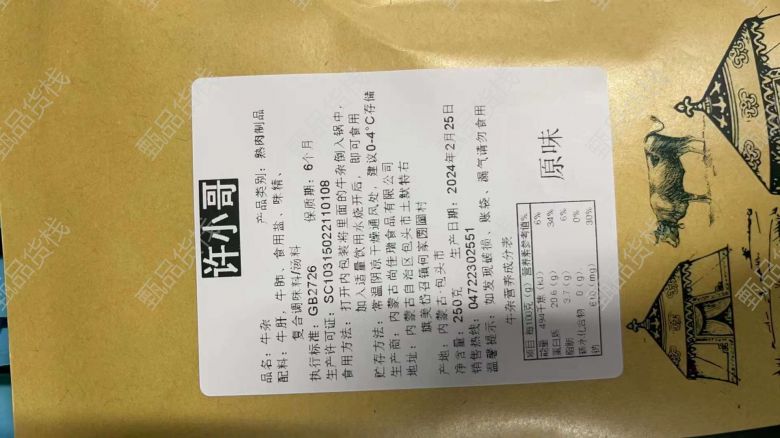 许小哥
品名：牛杂 产品类别：熟肉制品
配料：牛肝，牛肺、食用盐、味精、
复合调味料/汤料
执行标准：GB2726 保质期：6个月
生产许可证：SC10315022110108
食用方法：打开内包装将里面的牛杂倒入锅中，
加入适量饮用水烧开后，即可食用
贮存方法：常温阴凉干燥通风处，建议0-4°C存储
生产商：内蒙古尚佳瑞食品有限公司
地址：内蒙古自治区包头市土默特右
旗美岱召镇何家圐圙村
产地：内蒙古·包头市
净含量：250克 生产日期：2024年2月25日
销售热线：04722302551
温馨提示：如发现破损、胀袋、漏气请勿食用
牛杂营养成分表
项目 每100克(g) 营养素参考值%
能量 494千焦(kJ) 6%
蛋白质 20.6(g) 34%
脂肪 3.7(g) 6%
碳水化合物 0(g) 0%
钠 610(mg) 30%
原味
甄品货栈